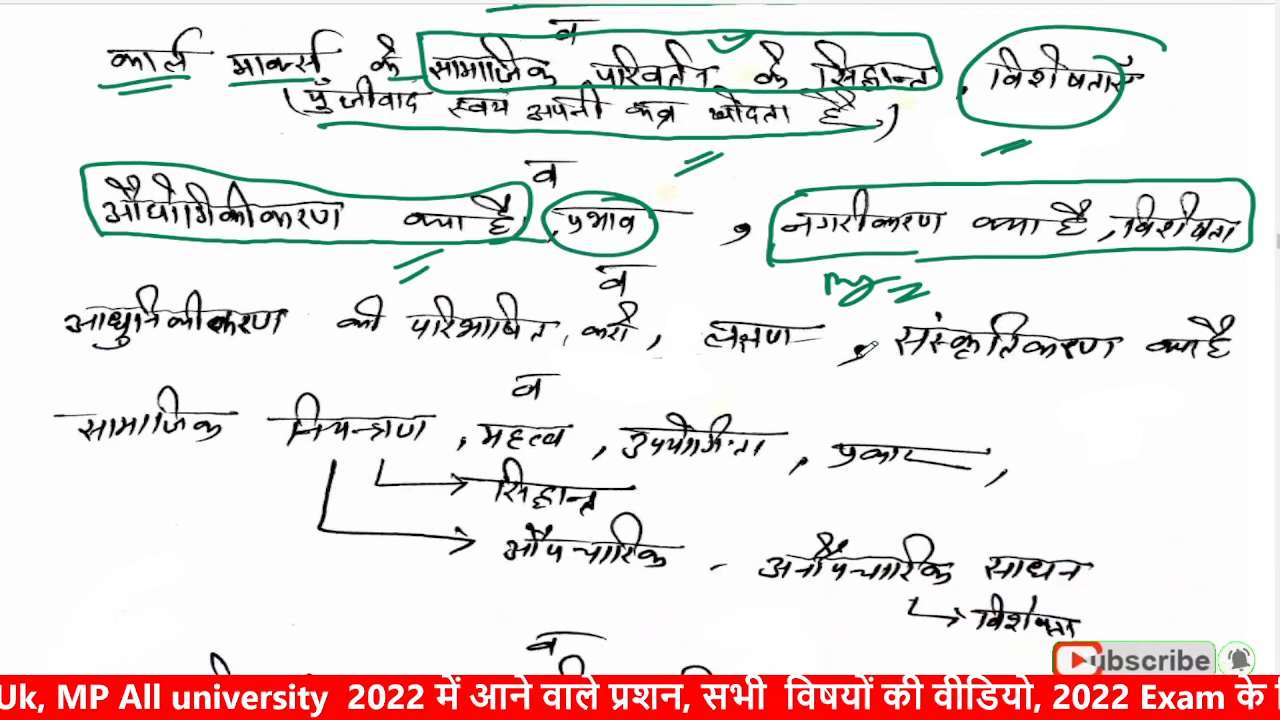 व
कार्ल मार्क्स के सामाजिक परिवर्तन के सिद्धान्त, विशेषताएँ
(पुंजीवाद स्वयं अपनी कब्र खोदता है,)
व
औधोगिकीकरण क्या है, प्रभाव, नगरीकरण क्या है, विशेषता
व
आधुनिकीकरण को परिभाषित करो, लक्षण, संस्कृतिकरण क्या है
व
सामाजिक नियन्त्रण, महत्व, उपयोगिता, प्रकार,
सिद्धान्त
औपचारिक - अनौपचारिक साधन
विशेषता
व
Subscribe
Uk, MP All university 2022 में आने वाले प्रशन, सभी विषयों की वीडियो, 2022 Exam के